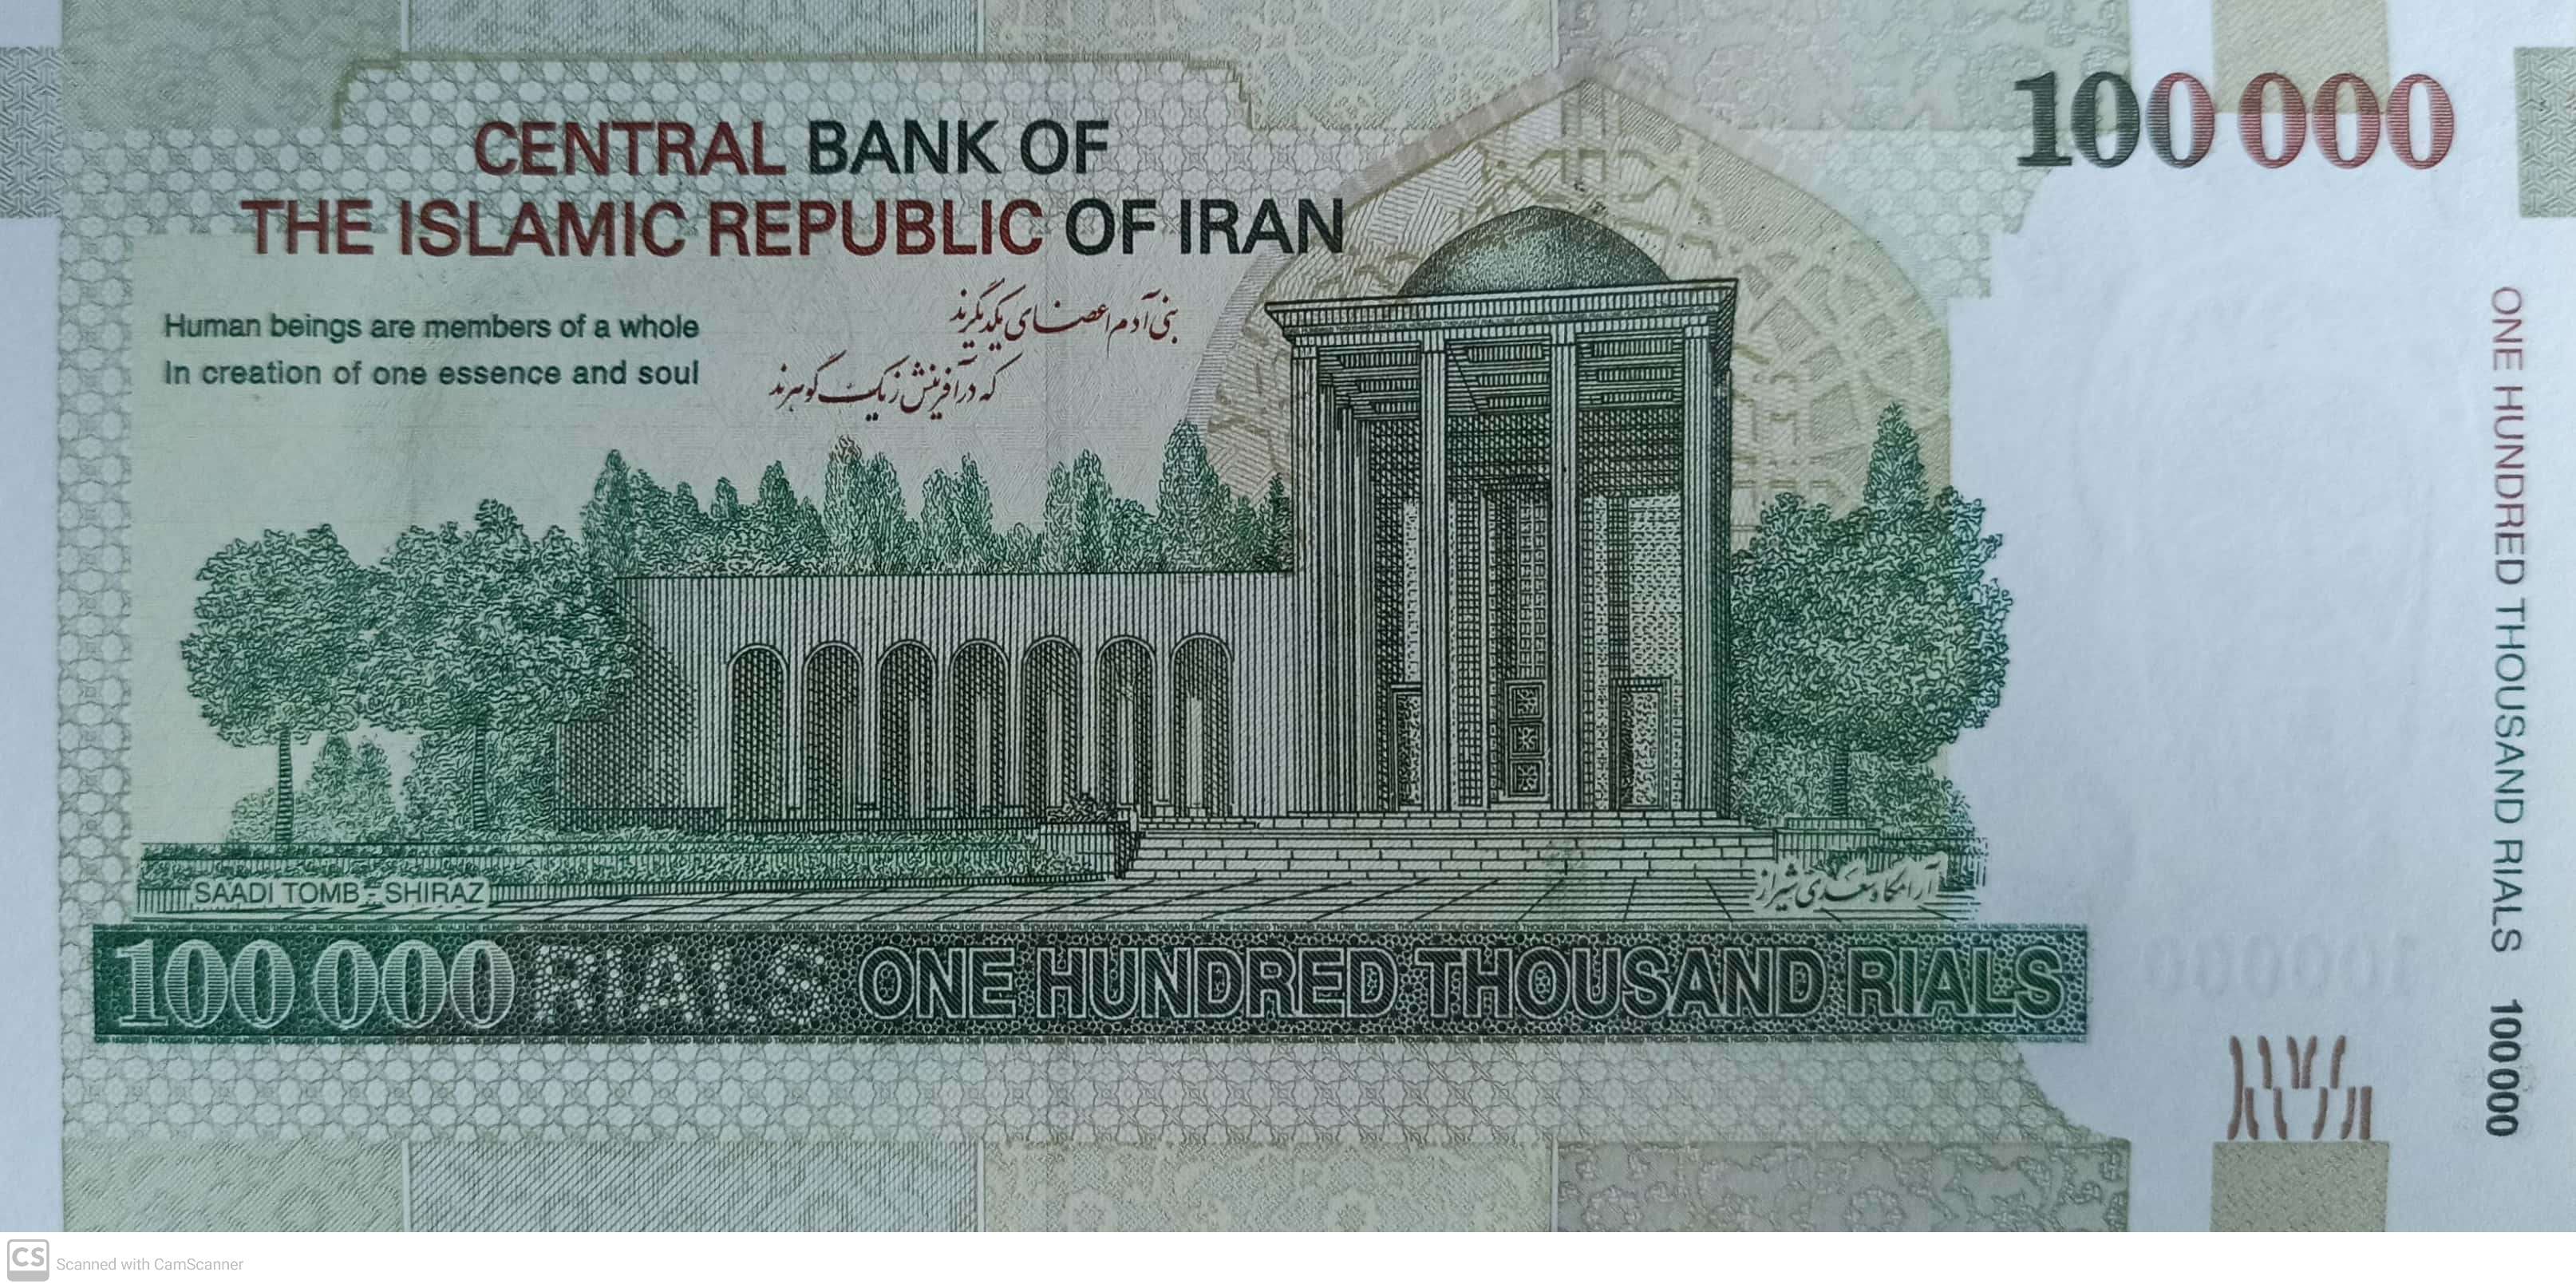 CENTRAL BANK OF
THE ISLAMIC REPUBLIC OF IRAN
100 000
Human beings are members of a whole
In creation of one essence and soul
بنی آدم اعضای یکدیگرند
که در آفرینش ز یک گوهرند
ONE HUNDRED THOUSAND RIALS 100000
SAADI TOMB - SHIRAZ
آرامگاه سعدی شیراز
100 000 RIALS ONE HUNDRED THOUSAND RIALS
CS Scanned with CamScanner